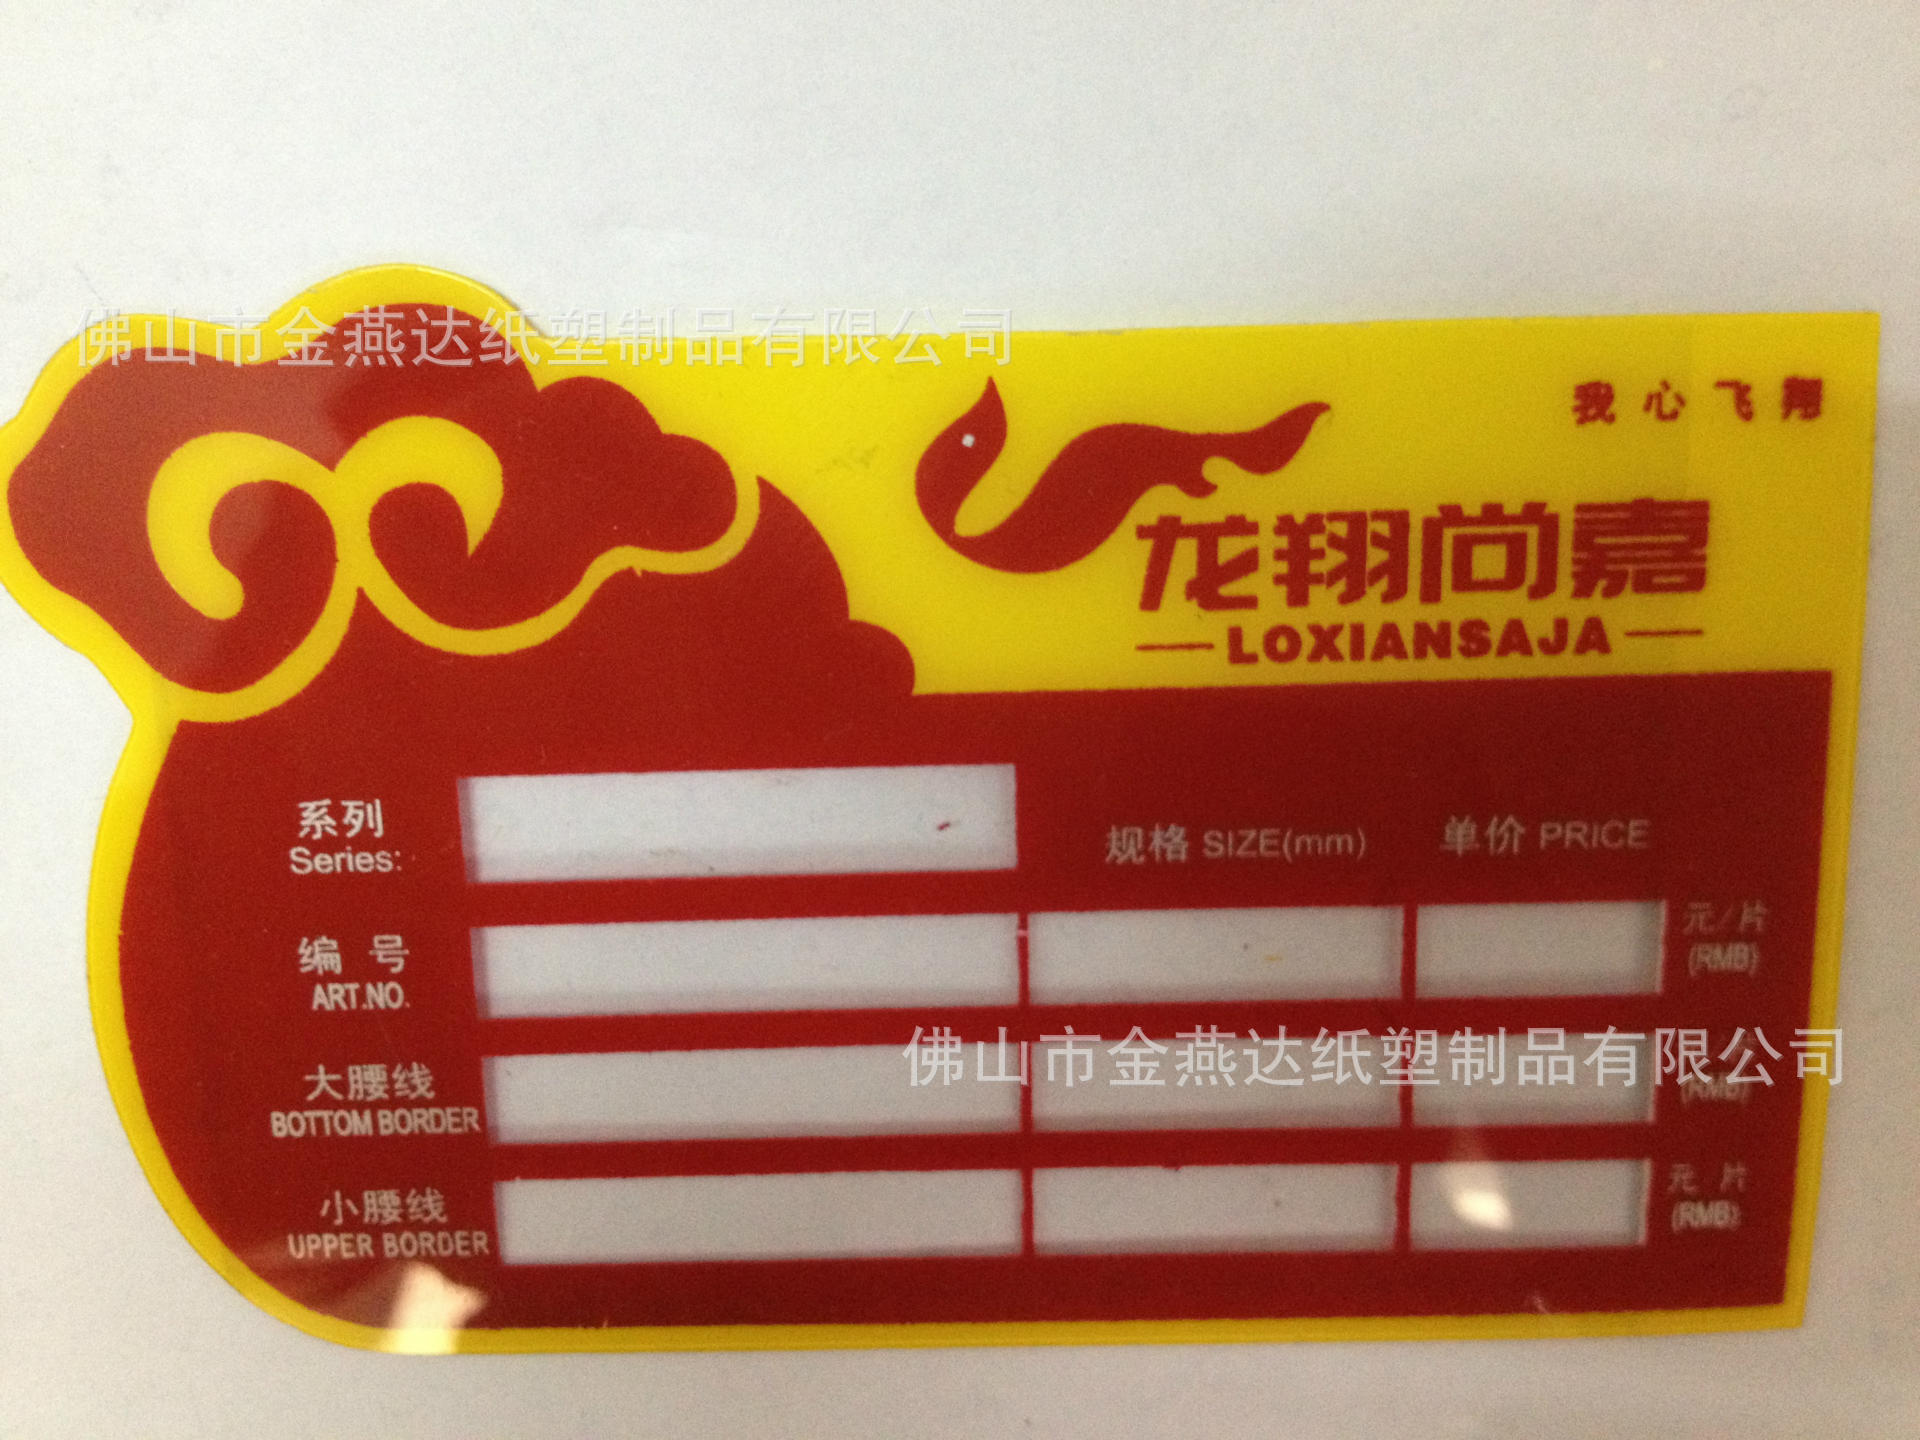 佛山市金燕达纸塑制品有限公司
我心飞翔
龙翔尚嘉
LOXIANSAJA
系列
Series:
规格 SIZE(mm) 单价 PRICE
编 号
ART.NO.
元/片
(RMB)
佛山市金燕达纸塑制品有限公司
大腰线
BOTTOM BORDER
(RMB)
小腰线
UPPER BORDER
元 片
(RMB)